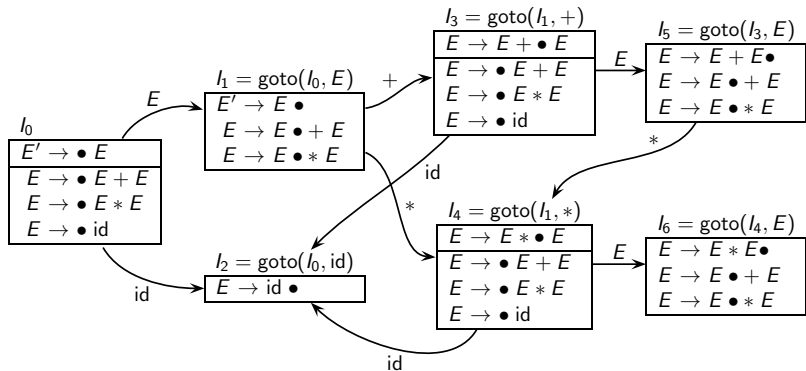 I₀
E′ → • E
E → • E + E
E → • E ∗ E
E → • id
E
id
I₁ = goto(I₀, E)
E′ → E •
E → E • + E
E → E • ∗ E
+
∗
I₂ = goto(I₀, id)
E → id •
I₃ = goto(I₁, +)
E → E + • E
E → • E + E
E → • E ∗ E
E → • id
E
id
I₄ = goto(I₁, ∗)
E → E ∗ • E
E → • E + E
E → • E ∗ E
E → • id
E
id
I₅ = goto(I₃, E)
E → E + E•
E → E • + E
E → E • ∗ E
∗
I₆ = goto(I₄, E)
E → E ∗ E•
E → E • + E
E → E • ∗ E